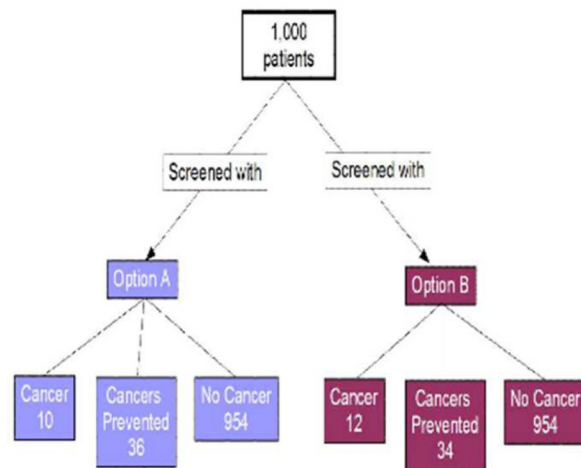 1,000
patients
Screened with
Screened with
Option A
Option B
Cancer
10
Cancers
Prevented
36
No Cancer
954
Cancer
12
Cancers
Prevented
34
No Cancer
954